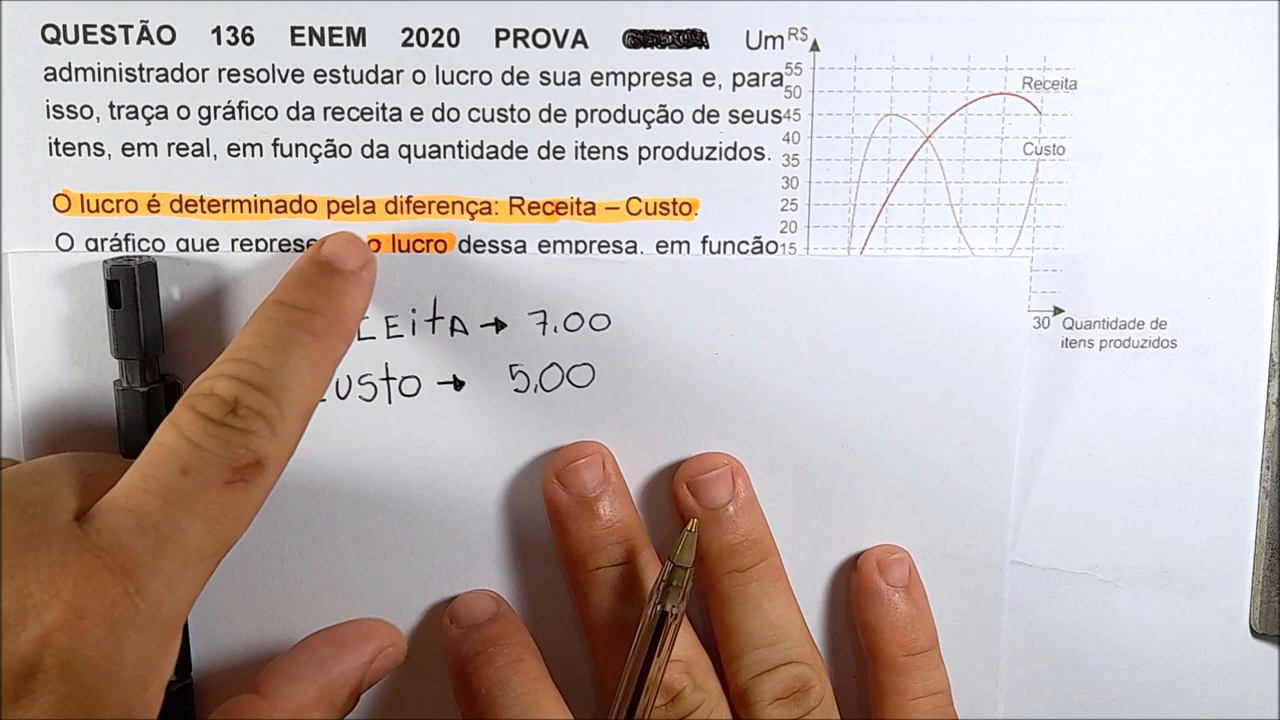 QUESTÃO 136 ENEM 2020 PROVA Um
administrador resolve estudar o lucro de sua empresa e, para
isso, traça o gráfico da receita e do custo de produção de seus
itens, em real, em função da quantidade de itens produzidos.
O lucro é determinado pela diferença: Receita – Custo.
O gráfico que o lucro dessa empresa, em função
R$
55
50
45
40
35
30
25
20
15
Receita
Custo
30
Quantidade de
itens produzidos
→ 7,00
→ 5,00